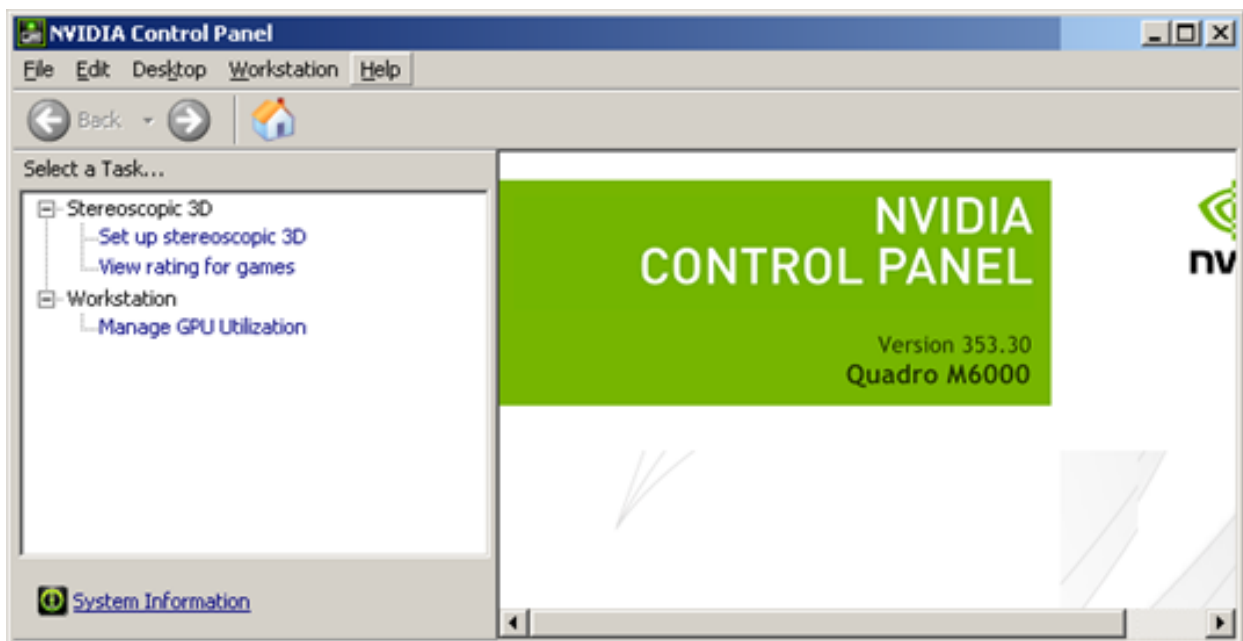 NVIDIA Control Panel
File Edit Desktop Workstation Help
Back
Select a Task...
Stereoscopic 3D
Set up stereoscopic 3D
View rating for games
Workstation
Manage GPU Utilization
System Information
NVIDIA
CONTROL PANEL
Version 353.30
Quadro M6000
nv